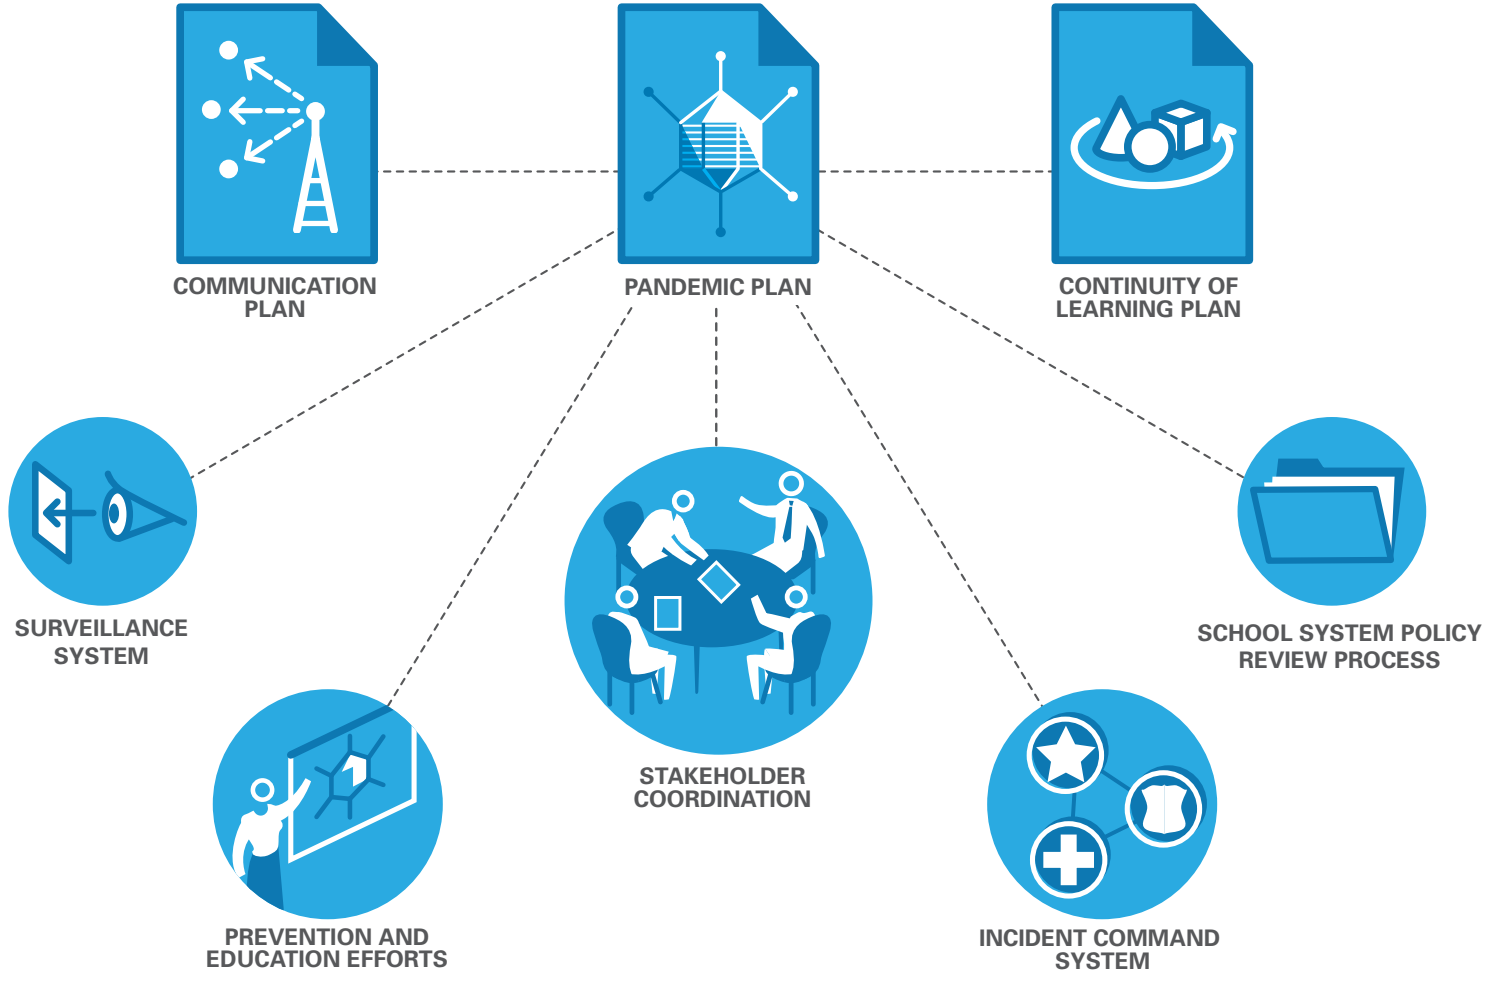 COMMUNICATION
PLAN
PANDEMIC PLAN
CONTINUITY OF
LEARNING PLAN
SURVEILLANCE
SYSTEM
SCHOOL SYSTEM POLICY
REVIEW PROCESS
STAKEHOLDER
COORDINATION
PREVENTION AND
EDUCATION EFFORTS
INCIDENT COMMAND
SYSTEM